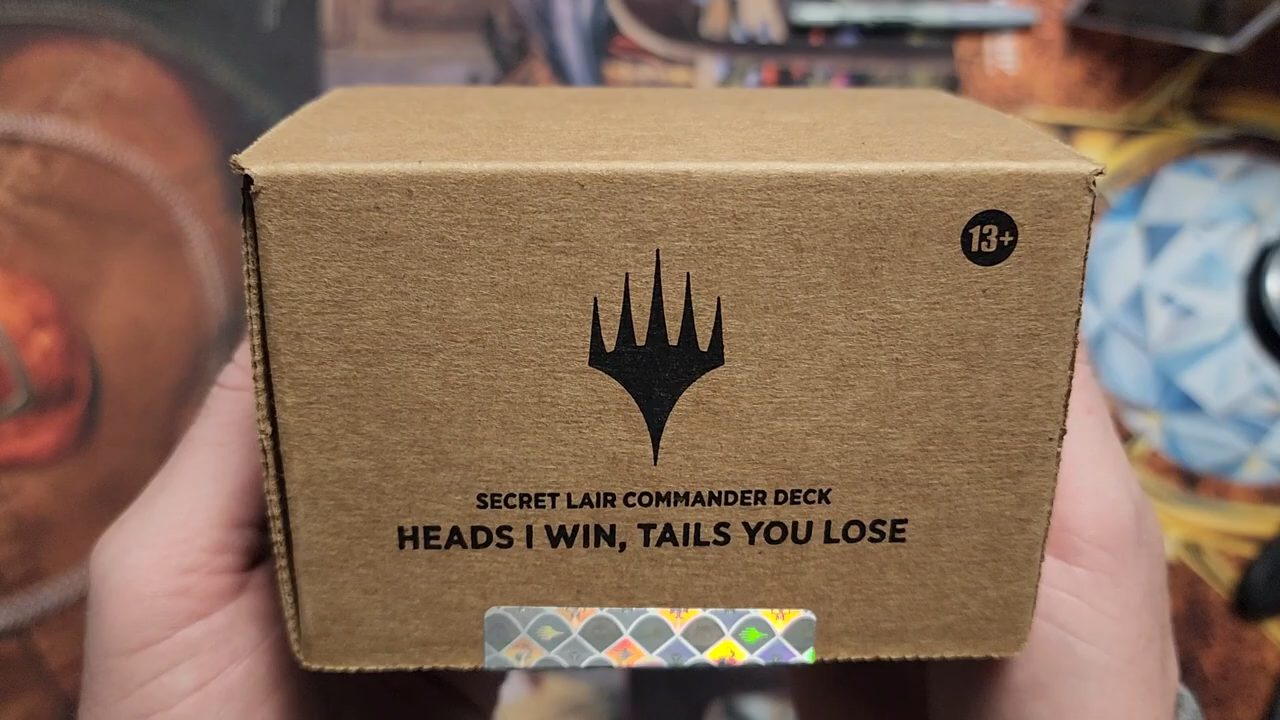 13+
SECRET LAIR COMMANDER DECK
HEADS I WIN, TAILS YOU LOSE